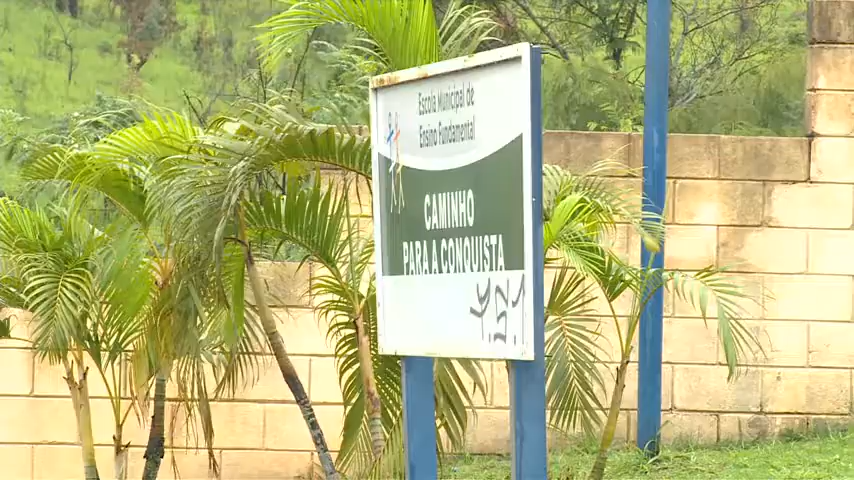 Escola Municipal de
Ensino Fundamental
CAMINHO
PARA A CONQUISTA